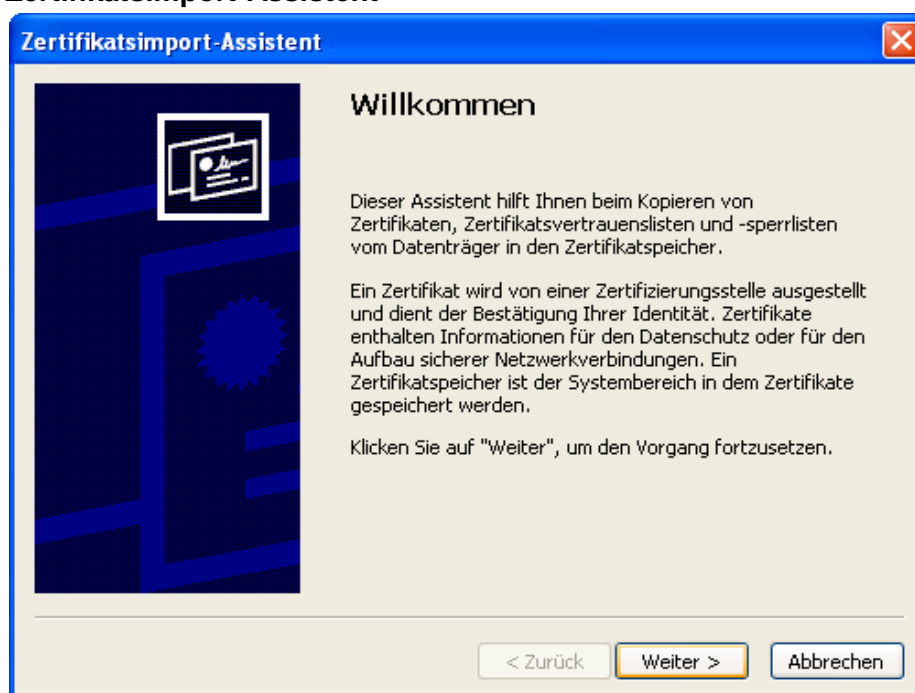 Zertifikatsimport-Assistent
Zertifikatsimport-Assistent
Willkommen
Dieser Assistent hilft Ihnen beim Kopieren von
Zertifikaten, Zertifikatsvertrauenslisten und -sperrlisten
vom Datenträger in den Zertifikatspeicher.
Ein Zertifikat wird von einer Zertifizierungsstelle ausgestellt
und dient der Bestätigung Ihrer Identität. Zertifikate
enthalten Informationen für den Datenschutz oder für den
Aufbau sicherer Netzwerkverbindungen. Ein
Zertifikatspeicher ist der Systembereich in dem Zertifikate
gespeichert werden.
Klicken Sie auf "Weiter", um den Vorgang fortzusetzen.
< Zurück Weiter > Abbrechen